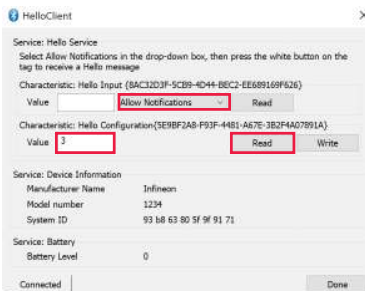 HelloClient
Service: Hello Service
Select Allow Notifications in the drop-down box, then press the white button on the
tag to receive a Hello message
Characteristic: Hello Input {8AC32D3F-5CB9-4D44-BEC2-EE689169F626}
Value Allow Notifications Read
Characteristic: Hello Configuration{5E9BF2A8-F93F-4481-A67E-3B2F4A07891A}
Value 3 Read Write
Service: Device Information
Manufacturer Name Infineon
Model number 1234
System ID 93 b8 63 80 5f 9f 91 71
Service: Battery
Battery Level 0
Connected Done